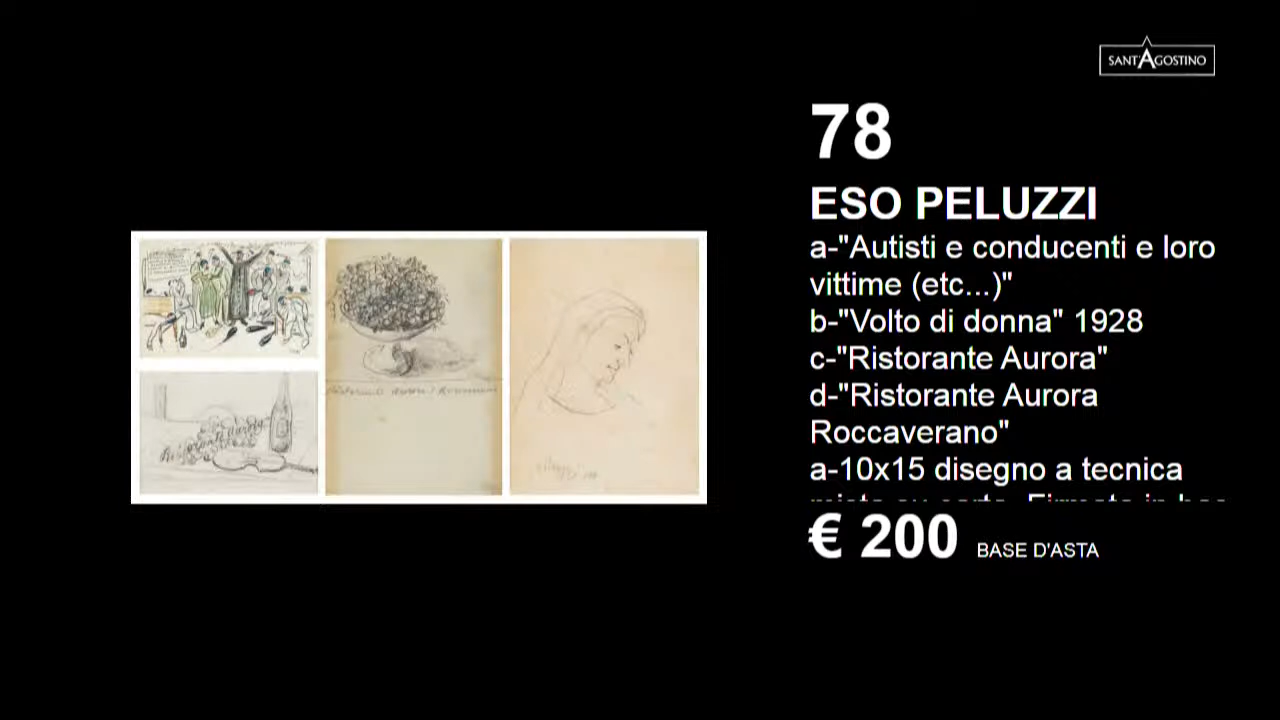 SANTAGOSTINO
78
ESO PELUZZI
a-"Autisti e conducenti e loro
vittime (etc...)"
b-"Volto di donna" 1928
c-"Ristorante Aurora"
d-"Ristorante Aurora
Roccaverano"
a-10x15 disegno a tecnica
€ 200 BASE D'ASTA